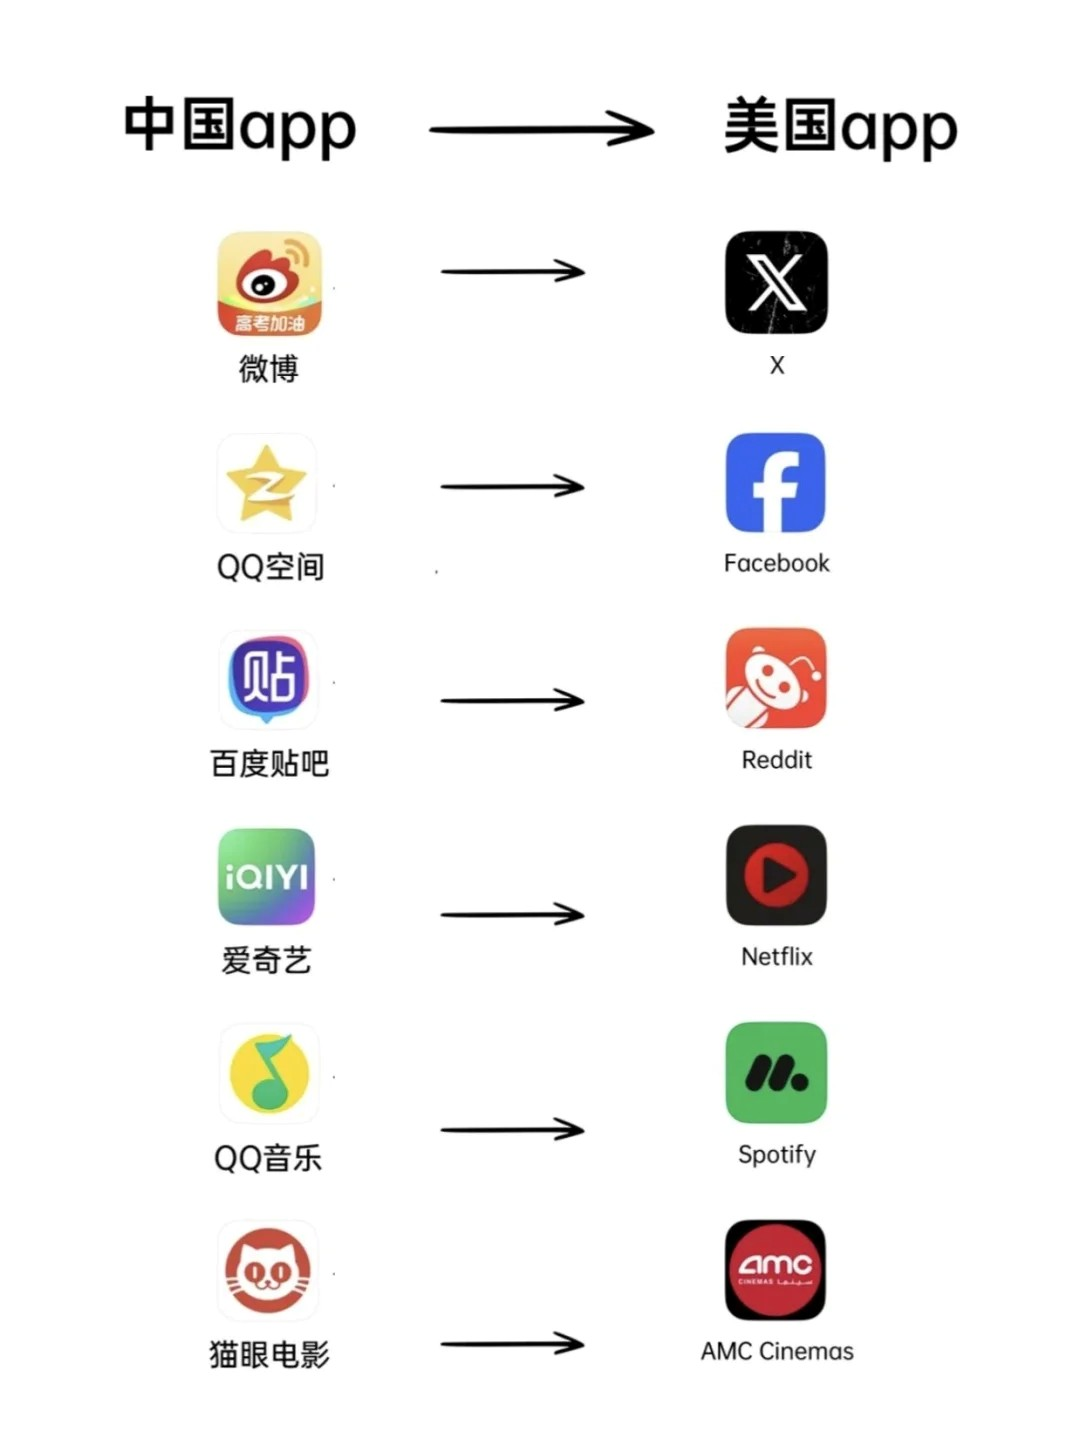 中国app
美国app
高考加油
微博
X
X
QQ空间
f
Facebook
贴
百度贴吧
Reddit
iQIYI
爱奇艺
Netflix
QQ音乐
Spotify
amc
CINEMAS سينما
猫眼电影
AMC Cinemas